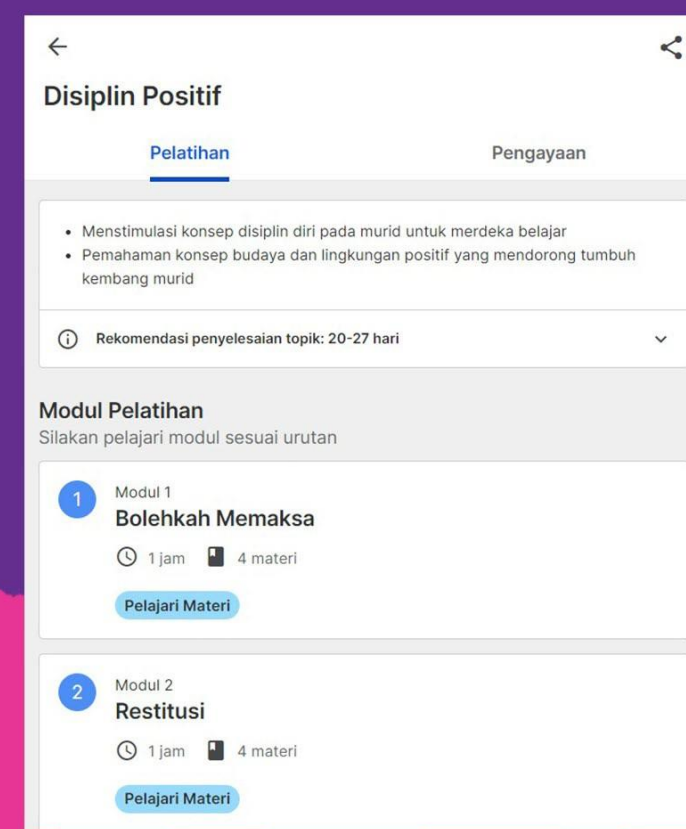 Disiplin Positif
Pelatihan
Pengayaan
Menstimulasi konsep disiplin diri pada murid untuk merdeka belajar
Pemahaman konsep budaya dan lingkungan positif yang mendorong tumbuh
kembang murid
Rekomendasi penyelesaian topik: 20-27 hari
Modul Pelatihan
Silakan pelajari modul sesuai urutan
1
Modul 1
Bolehkah Memaksa
1 jam 4 materi
Pelajari Materi
2
Modul 2
Restitusi
1 jam 4 materi
Pelajari Materi